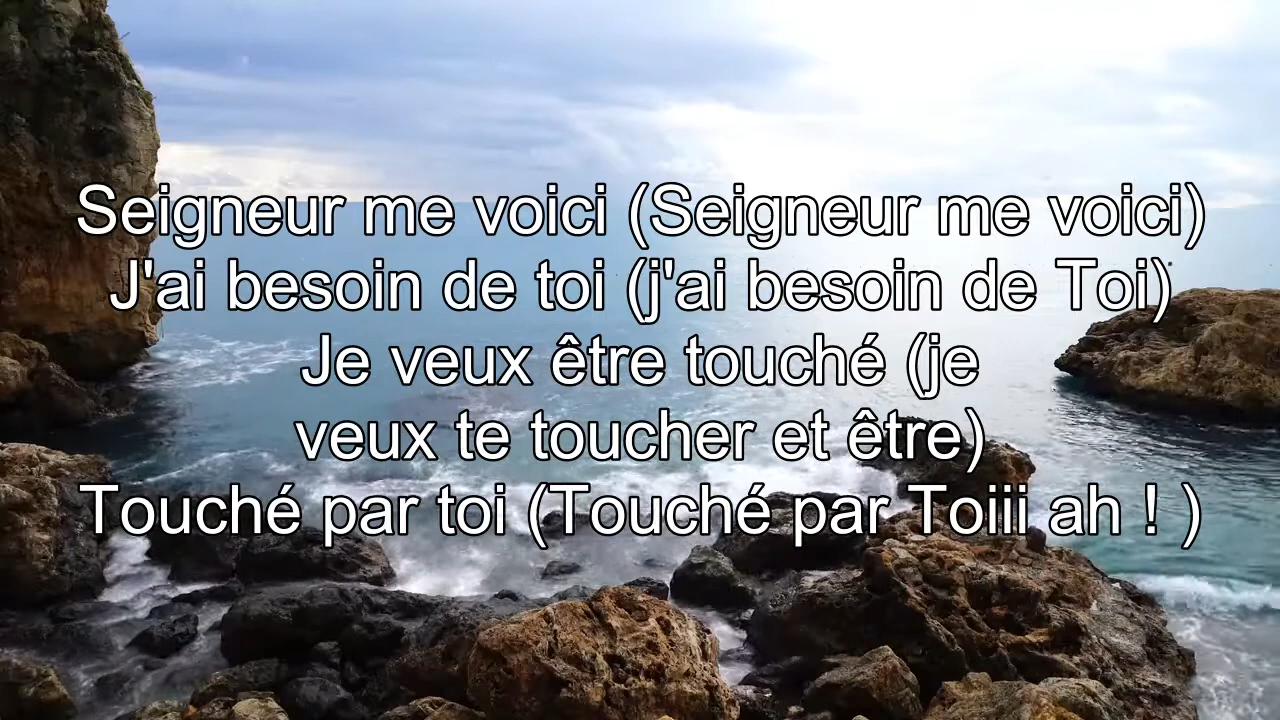 Seigneur me voici (Seigneur me voici)
J'ai besoin de toi (j'ai besoin de Toi)
Je veux être touché (je
veux te toucher et être)
Touché par toi (Touché par Toiii ah ! )